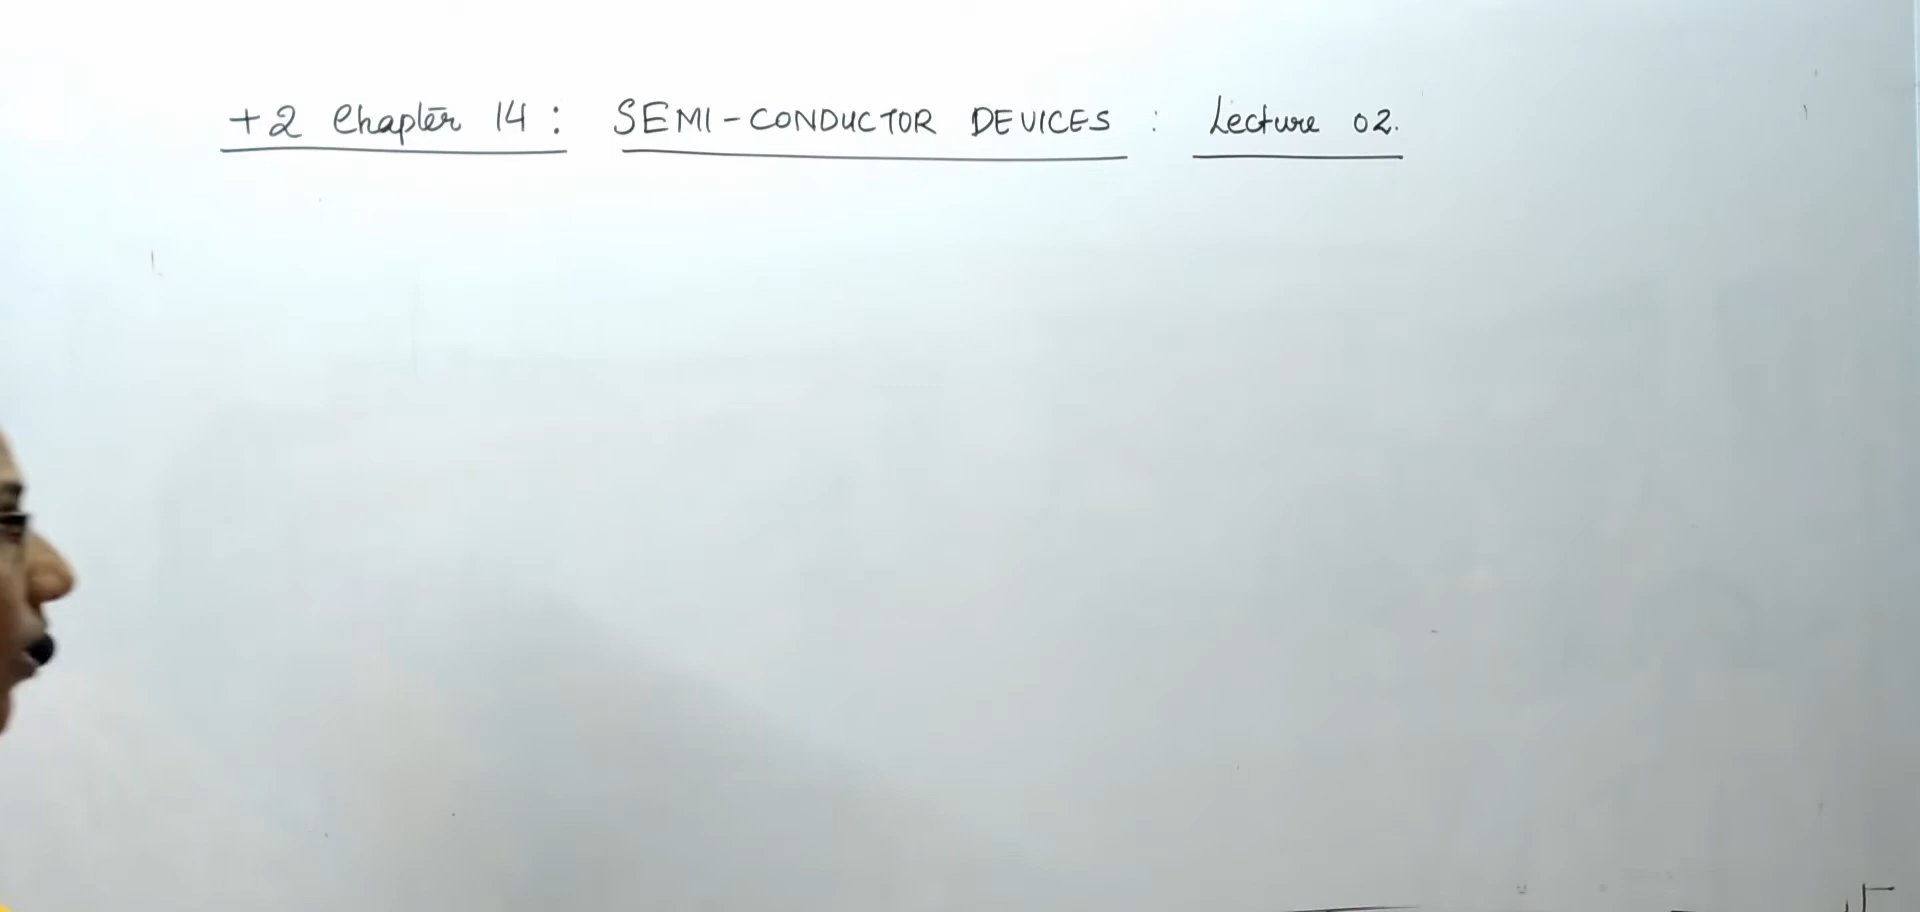 +2 Chapter 14 : SEMI-CONDUCTOR DEVICES : Lecture 02.